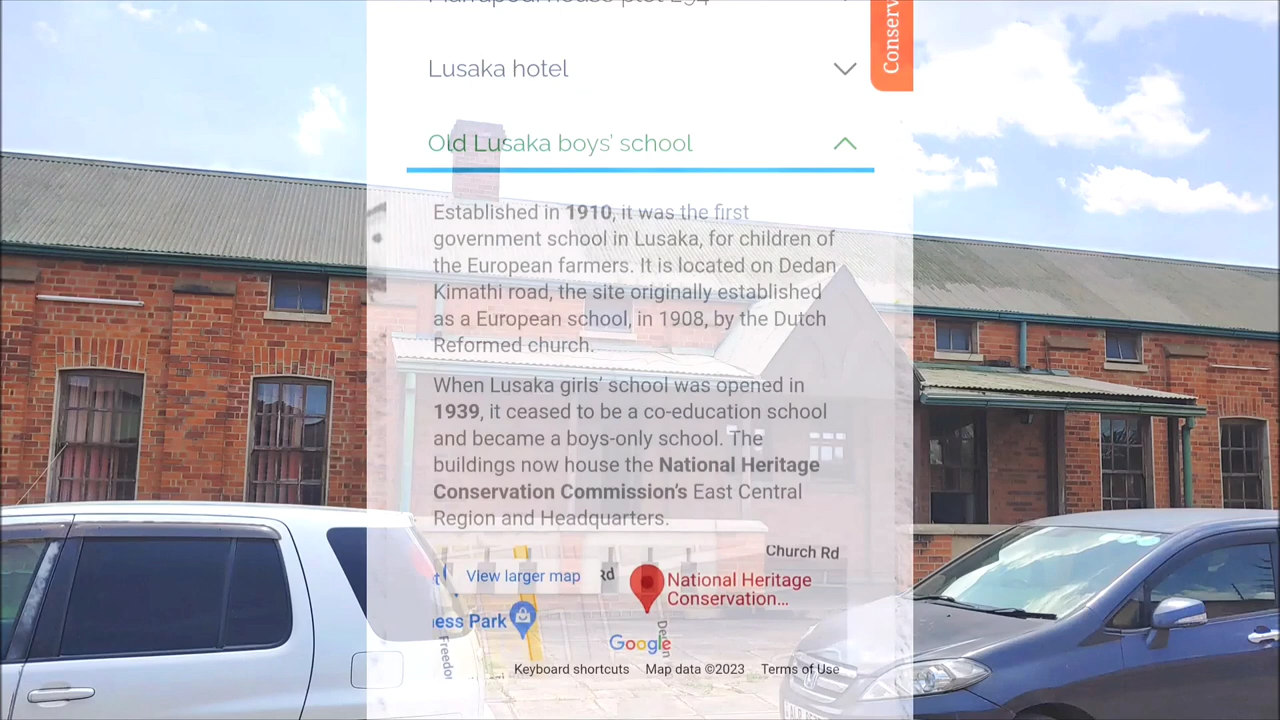 Conserv
Lusaka hotel
Old Lusaka boys' school
Established in 1910, it was the first
government school in Lusaka, for children of
the European farmers. It is located on Dedan
Kimathi road, the site originally established
as a European school, in 1908, by the Dutch
Reformed church.
When Lusaka girls' school was opened in
1939, it ceased to be a co-education school
and became a boys-only school. The
buildings now house the National Heritage
Conservation Commission's East Central
Region and Headquarters.
Church Rd
View larger map
Rd
National Heritage
Conservation...
ness Park
Freedo
Google
Keyboard shortcuts
Map data ©2023
Terms of Use